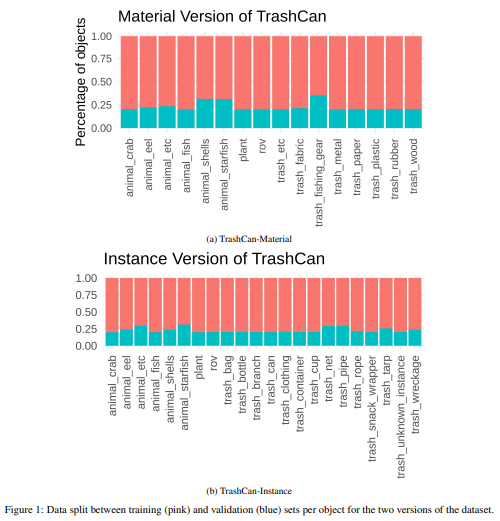 Material Version of TrashCan
Percentage of objects
1.00
0.75
0.50
0.25
0.00
animal_crab
animal_eel
animal_etc
animal_fish
animal_shells
animal_starfish
plant
rov
trash_etc
trash_fabric
trash_fishing_gear
trash_metal
trash_paper
trash_plastic
trash_rubber
trash_wood
(a) TrashCan-Material
Instance Version of TrashCan
1.00
0.75
0.50
0.25
0.00
animal_crab
animal_eel
animal_etc
animal_fish
animal_shells
animal_starfish
plant
rov
trash_bag
trash_bottle
trash_branch
trash_can
trash_clothing
trash_container
trash_cup
trash_net
trash_pipe
trash_rope
trash_snack_wrapper
trash_tarp
trash_unknown_instance
trash_wreckage
(b) TrashCan-Instance
Figure 1: Data split between training (pink) and validation (blue) sets per object for the two versions of the dataset.